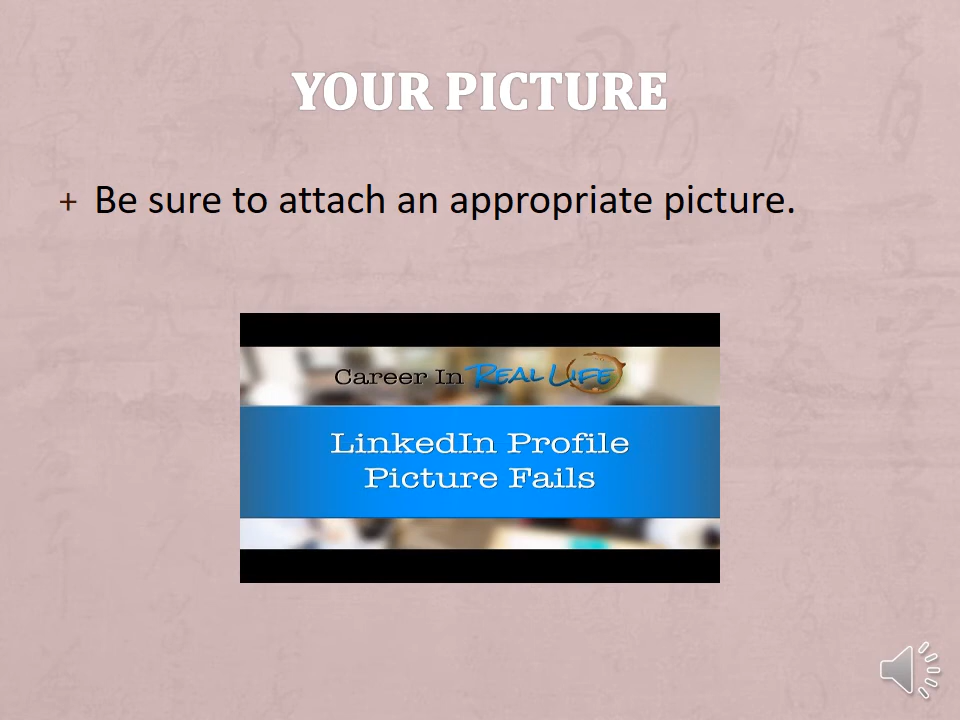 YOUR PICTURE
+ Be sure to attach an appropriate picture.
Career In Real Life
LinkedIn Profile
Picture Fails